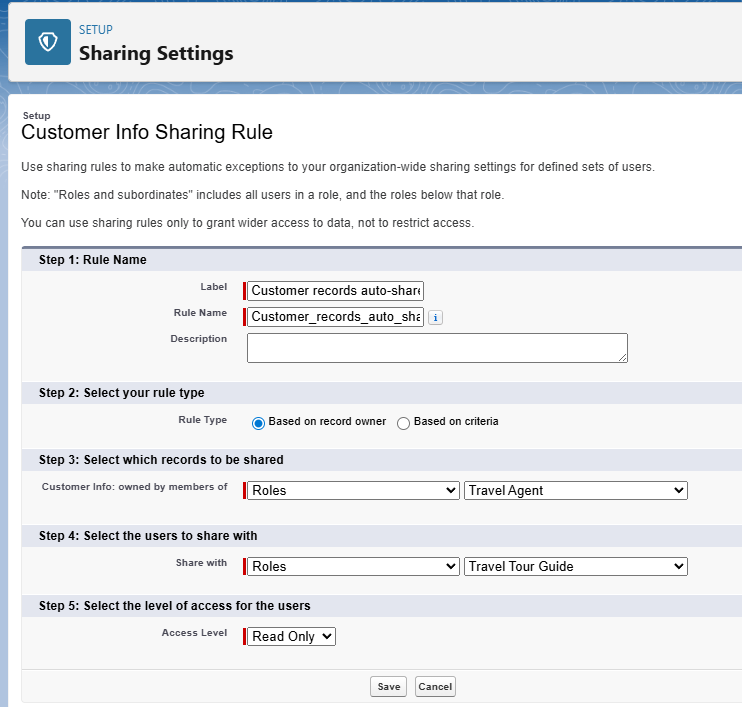 SETUP
Sharing Settings
Setup
Customer Info Sharing Rule
Use sharing rules to make automatic exceptions to your organization-wide sharing settings for defined sets of users.
Note: "Roles and subordinates" includes all users in a role, and the roles below that role.
You can use sharing rules only to grant wider access to data, not to restrict access.
Step 1: Rule Name
Label Customer records auto-share
Rule Name Customer_records_auto_sha i
Description
Step 2: Select your rule type
Rule Type Based on record owner Based on criteria
Step 3: Select which records to be shared
Customer Info: owned by members of Roles Travel Agent
Step 4: Select the users to share with
Share with Roles Travel Tour Guide
Step 5: Select the level of access for the users
Access Level Read Only
Save Cancel